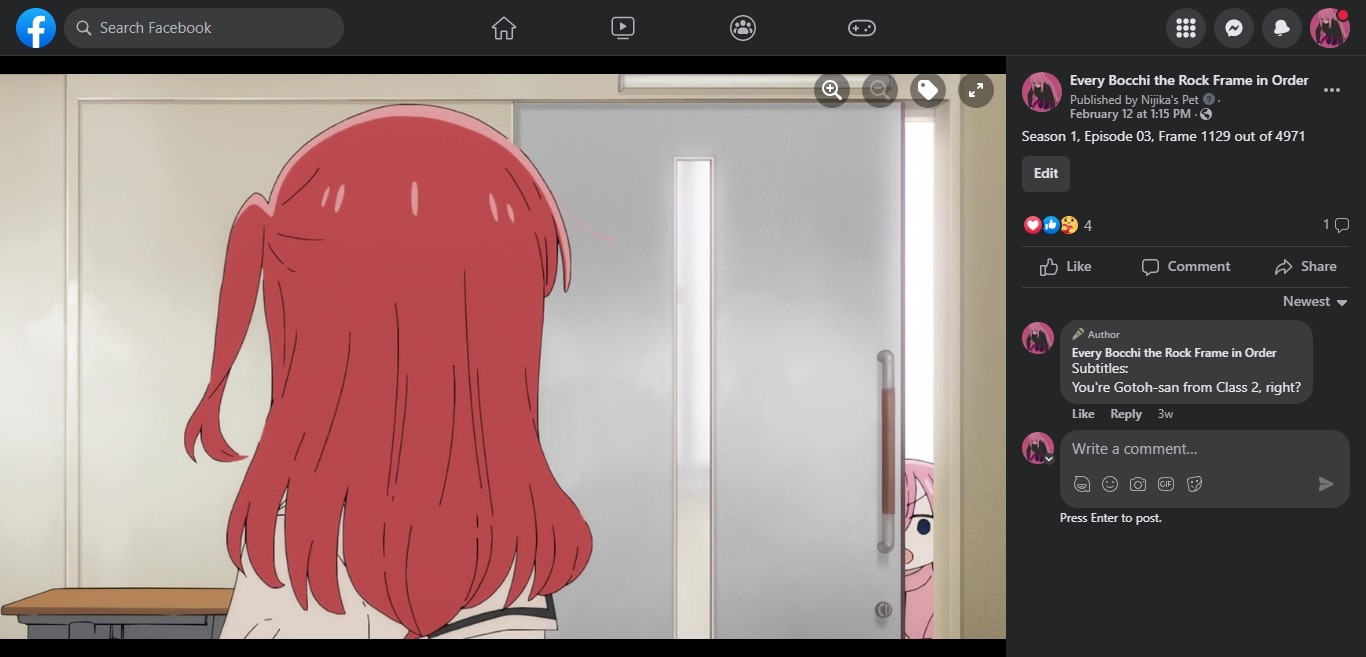 Search Facebook
Every Bocchi the Rock Frame in Order
Published by Nijika's Pet ·
February 12 at 1:15 PM ·
Season 1, Episode 03, Frame 1129 out of 4971
Edit
4
1
Like Comment Share
Newest
Author
Every Bocchi the Rock Frame in Order
Subtitles:
You're Gotoh-san from Class 2, right?
Like Reply 3w
Write a comment...
GIF
Press Enter to post.